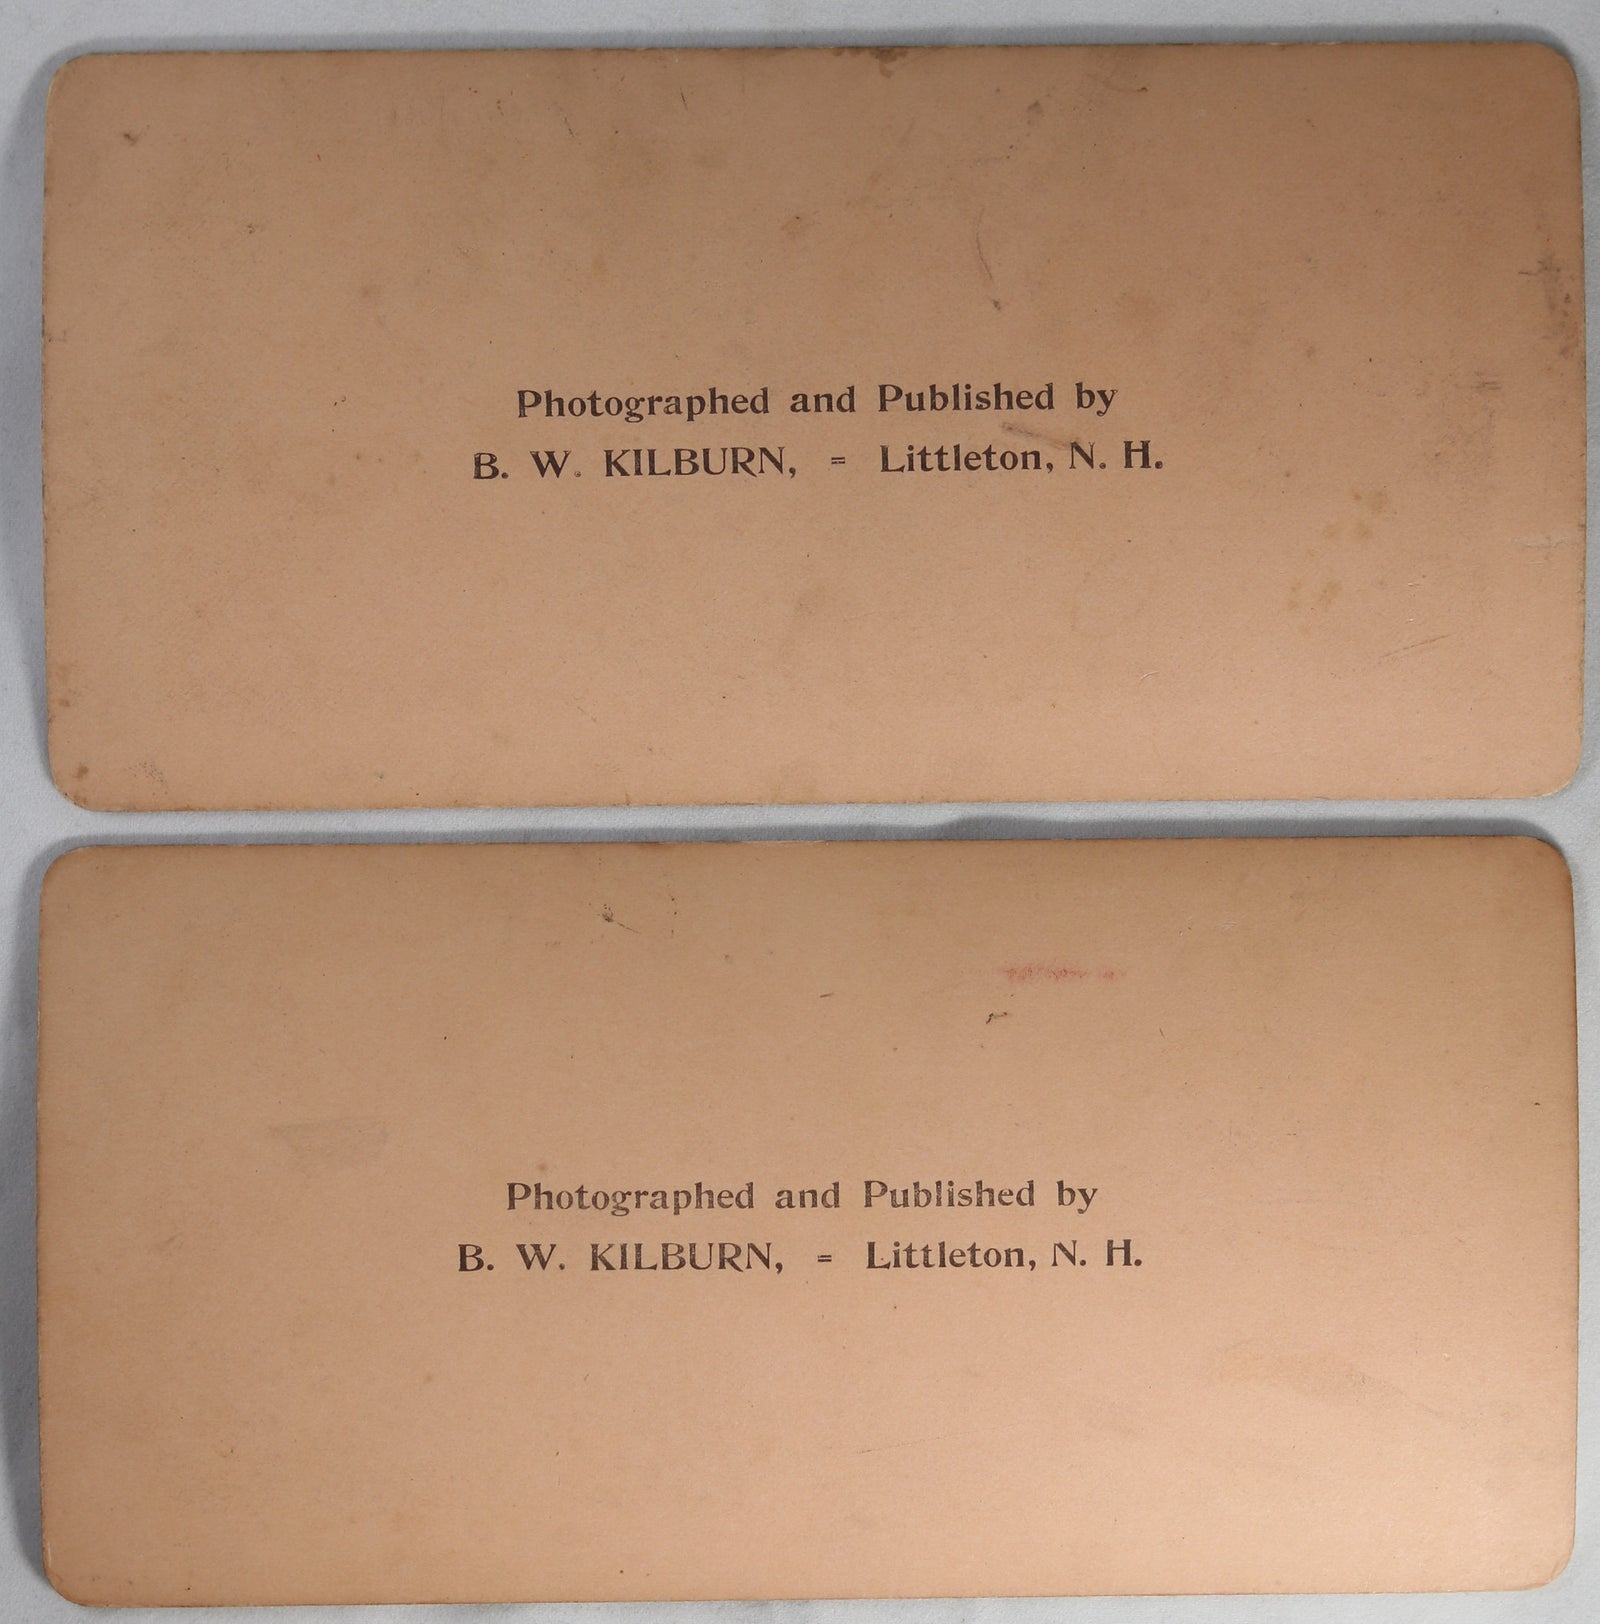 Photographed and Published by
B. W. KILBURN, = Littleton, N. H.
Photographed and Published by
B. W. KILBURN, = Littleton, N. H.